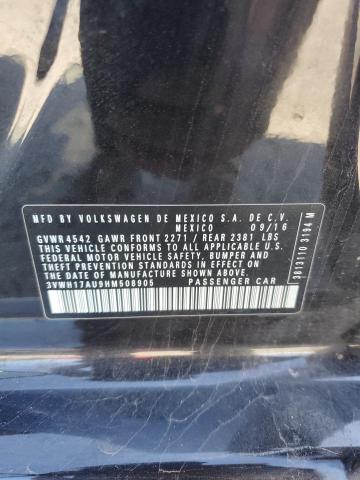 MFD BY VOLKSWAGEN DE MEXICO S.A. DE C.V.
MEXICO 09/16
GVWR4542 GAWR FRONT 2271 / REAR 2381 LBS
THIS VEHICLE CONFORMS TO ALL APPLICABLE U.S.
FEDERAL MOTOR VEHICLE SAFETY, BUMPER AND
THEFT PREVENTION STANDARDS IN EFFECT ON THE
DATE OF MANUFACTURE SHOWN ABOVE
3VWH17AU9HM508905 PASSENGER CAR
3813110 3194 M